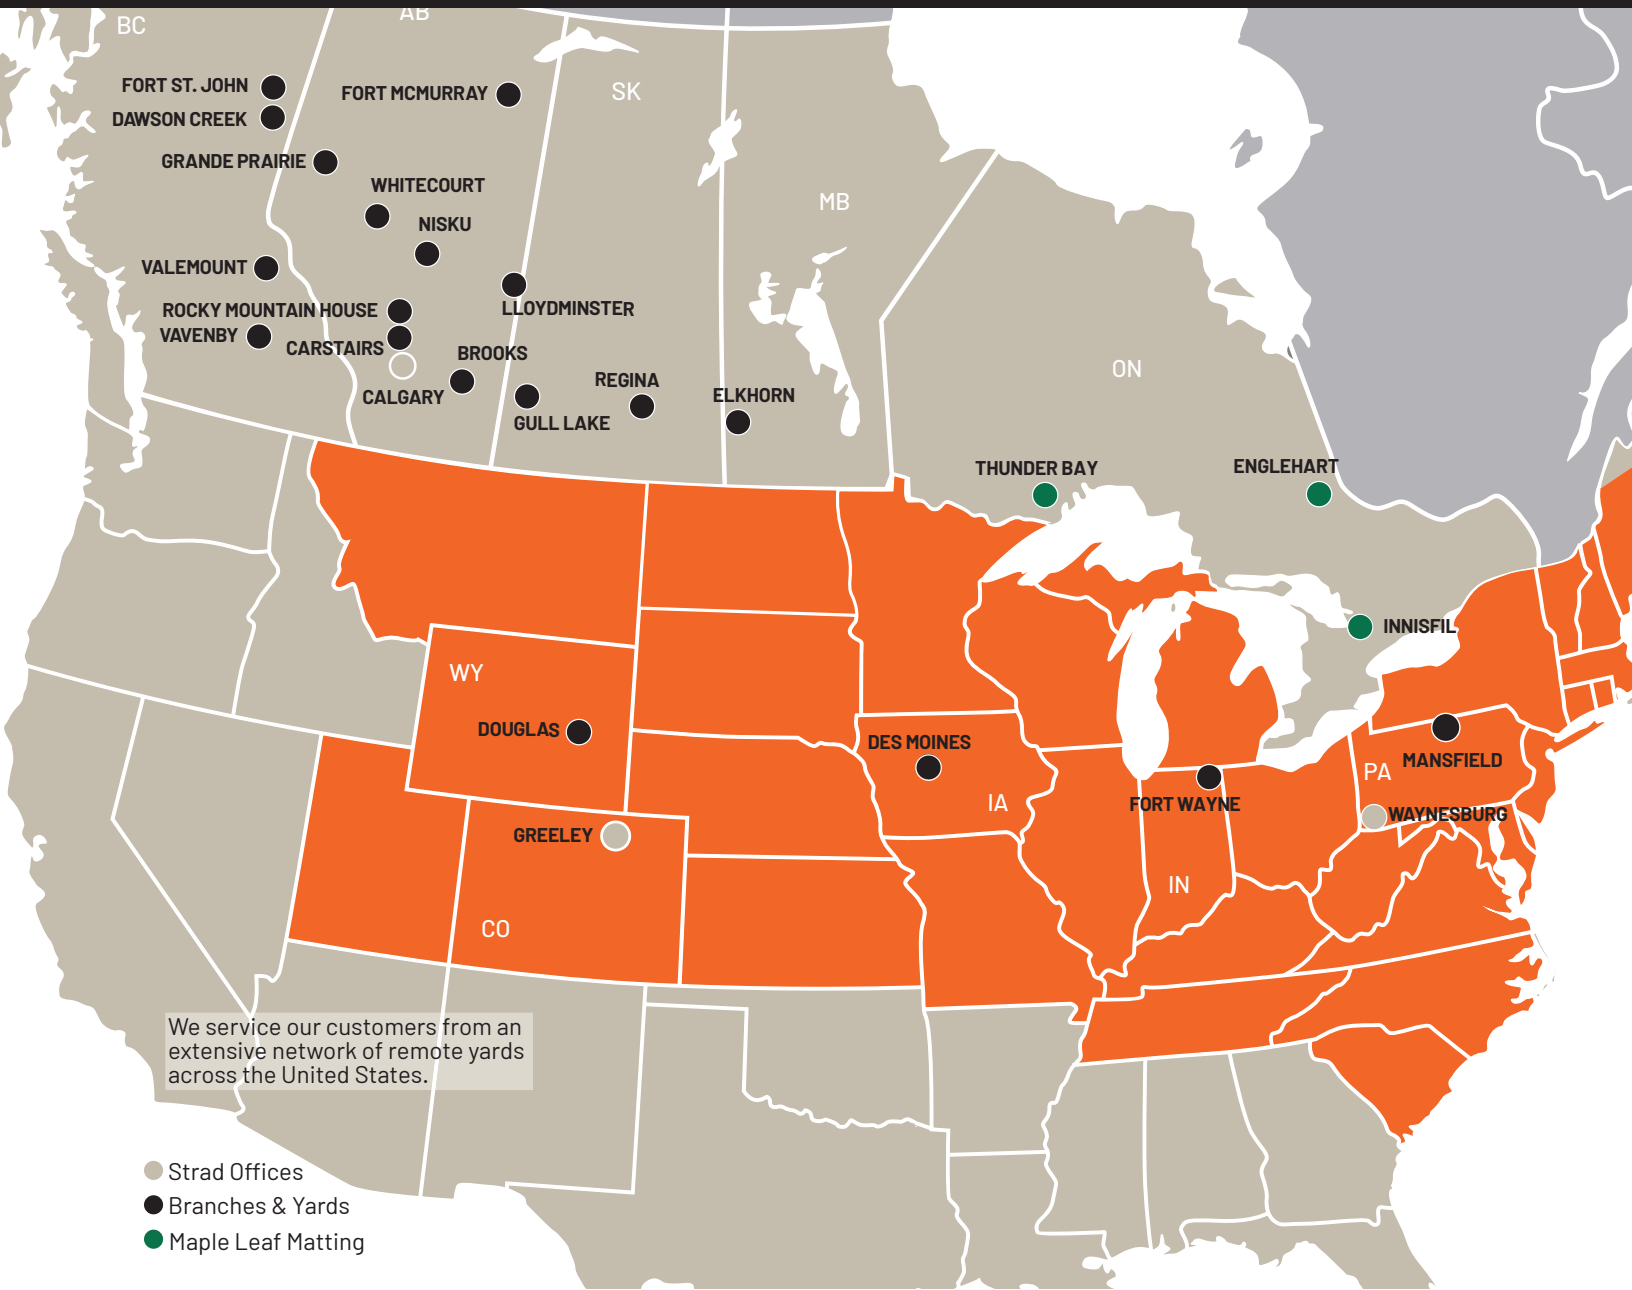 BC
AB
FORT ST. JOHN
FORT MCMURRAY
SK
DAWSON CREEK
GRANDE PRAIRIE
WHITECOURT
MB
NISKU
VALEMOUNT
ROCKY MOUNTAIN HOUSE
LLOYDMINSTER
VAVENBY
CARSTAIRS
BROOKS
ON
REGINA
ELKHORN
CALGARY
GULL LAKE
THUNDER BAY
ENGLEHART
INNISFIL
WY
DOUGLAS
DES MOINES
MANSFIELD
PA
IA
FORT WAYNE
WAYNESBURG
GREELEY
IN
CO
We service our customers from an
extensive network of remote yards
across the United States.
Strad Offices
Branches & Yards
Maple Leaf Matting